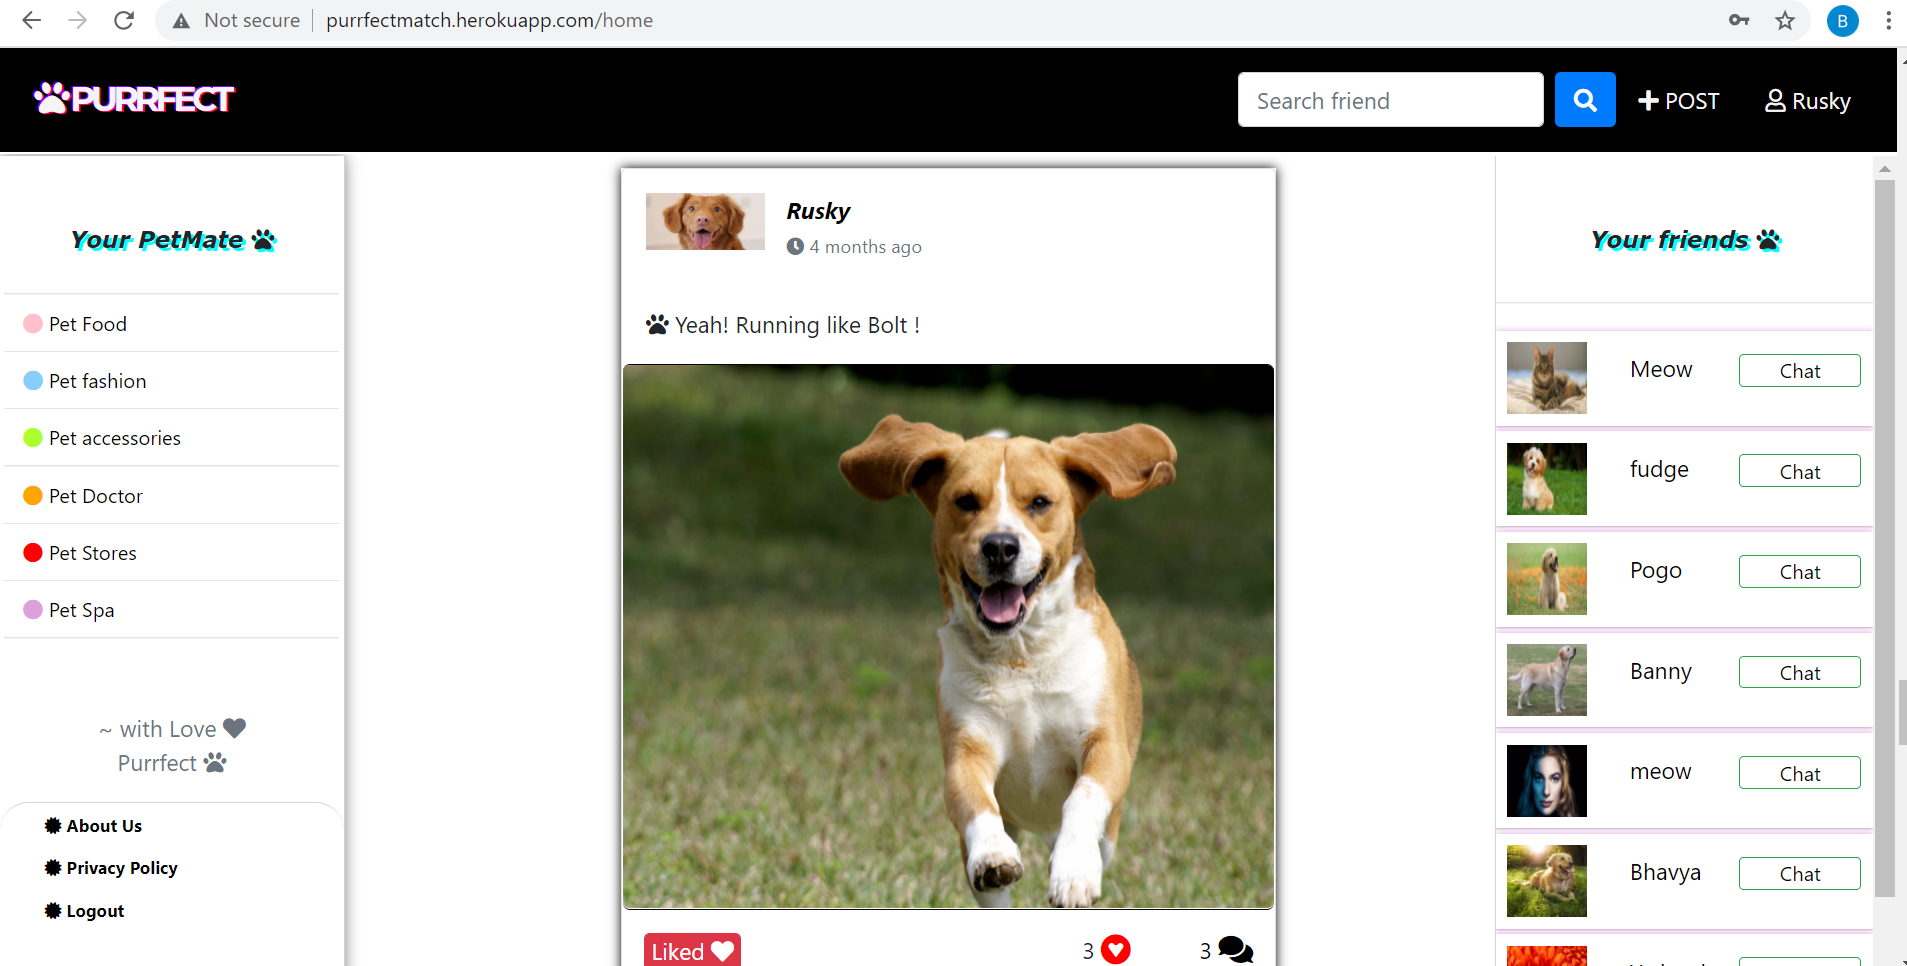 Not secure purrfectmatch.herokuapp.com/home
B
PURRFECT
Search friend
POST
Rusky
Your PetMate
Pet Food
Pet fashion
Pet accessories
Pet Doctor
Pet Stores
Pet Spa
~ with Love
Purrfect
About Us
Privacy Policy
Logout
Rusky
4 months ago
Yeah! Running like Bolt !
Liked
3
3
Your friends
Meow Chat
fudge Chat
Pogo Chat
Banny Chat
meow Chat
Bhavya Chat